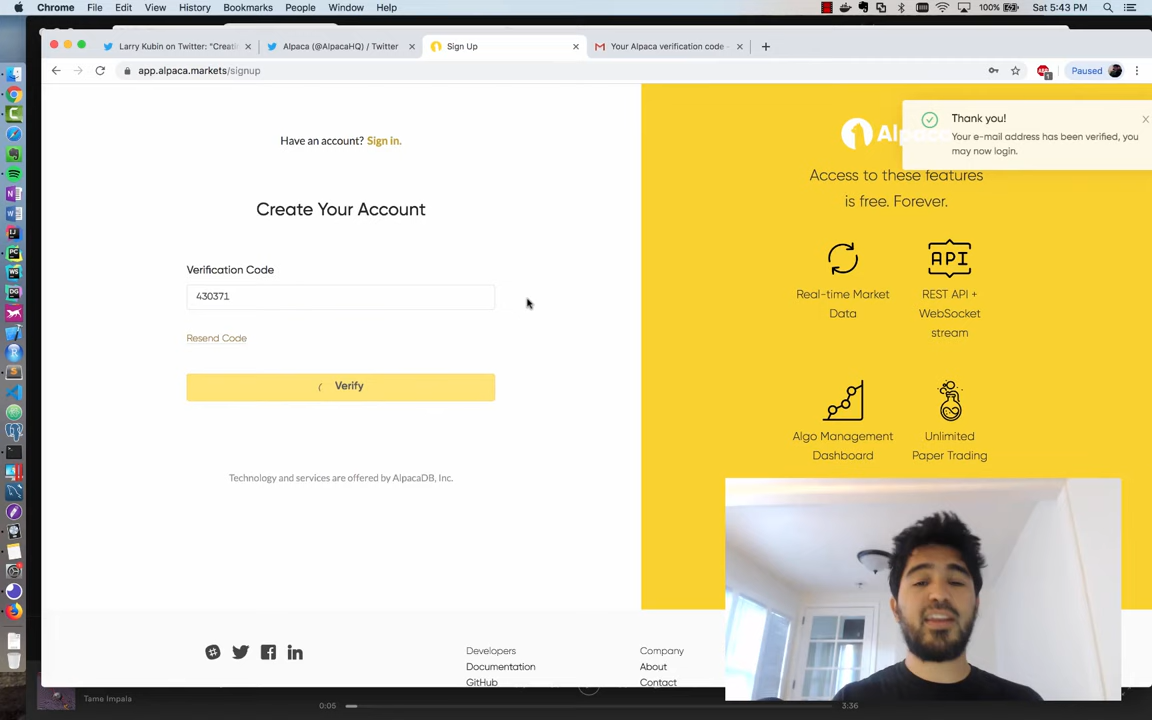 Chrome File Edit View History Bookmarks People Window Help
100% Sat 5:43 PM
Larry Kubin on Twitter: "Creati
Alpaca (@AlpacaHQ) / Twitter
Sign Up
Your Alpaca verification code -
app.alpaca.markets/signup
Paused
Have an account? Sign in.
Create Your Account
Verification Code
430371
Resend Code
Verify
Technology and services are offered by AlpacaDB, Inc.
Thank you!
Your e-mail address has been verified, you
may now login.
Access to these features
is free. Forever.
Real-time Market
Data
API
REST API +
WebSocket
stream
Algo Management
Dashboard
Unlimited
Paper Trading
Developers
Documentation
GitHub
Company
About
Contact
Tame Impala
0:05
3:36